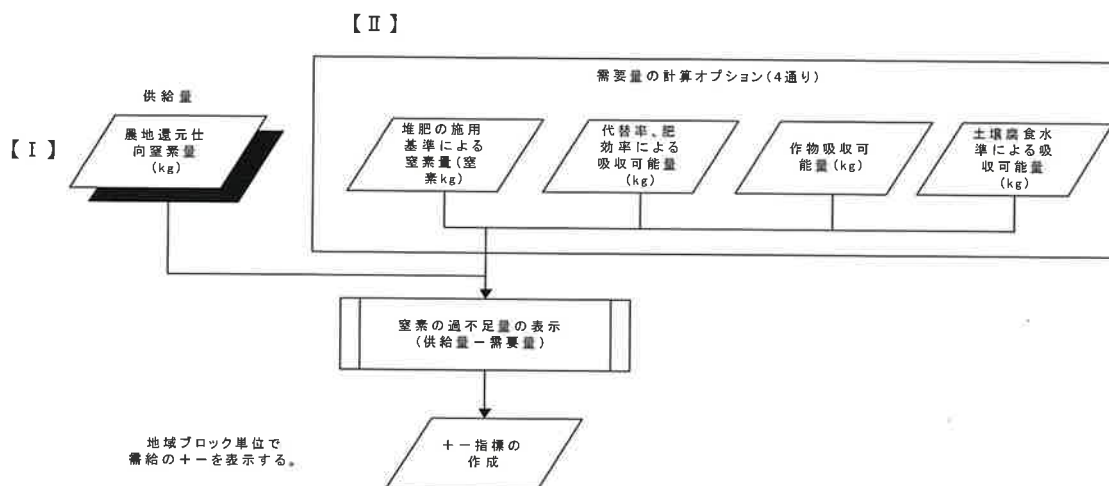 【Ⅱ】
需要量の計算オプション(4通り)
供給量
【Ⅰ】
農地還元仕
向窒素量
(kg)
堆肥の施用
基準による
窒素量(窒
素kg)
代替率、肥
効率による
吸収可能量
(kg)
作物吸収可
能量(kg)
土壌腐食水
準による吸
収可能量
(kg)
窒素の過不足量の表示
(供給量－需要量)
地域ブロック単位で
需給の＋－を表示する。
＋－指標の
作成